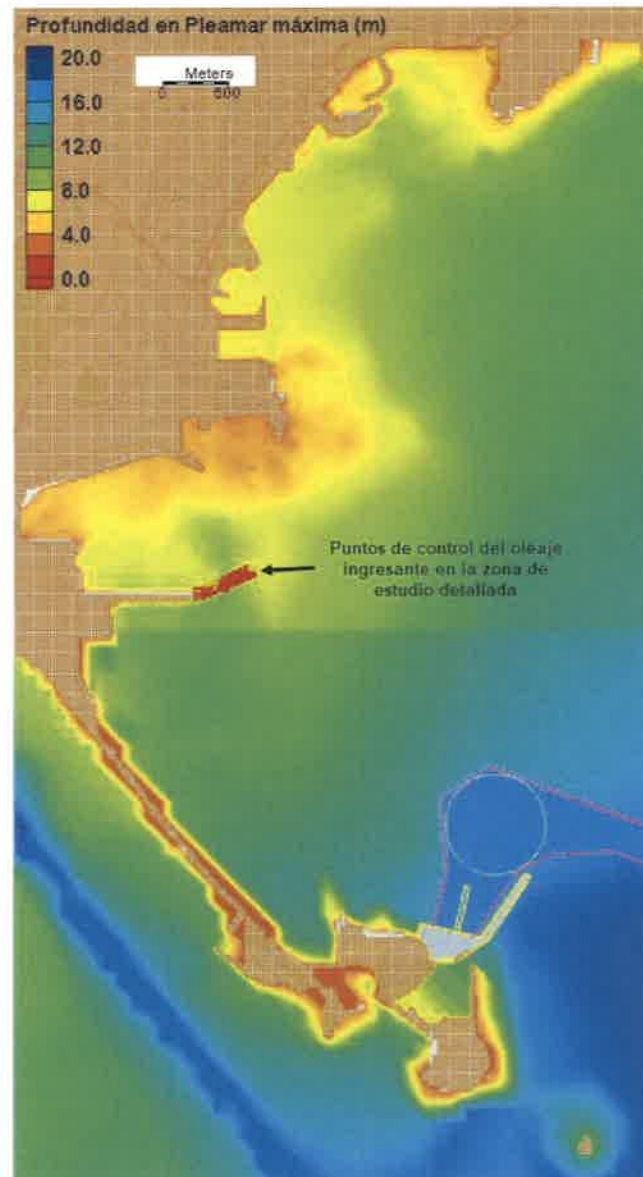 Profundidad en Pleamar máxima (m)
20.0
16.0
12.0
8.0
4.0
0.0
Meters
0 600
Puntos de control del oleaje
ingresante en la zona de
estudio detallada